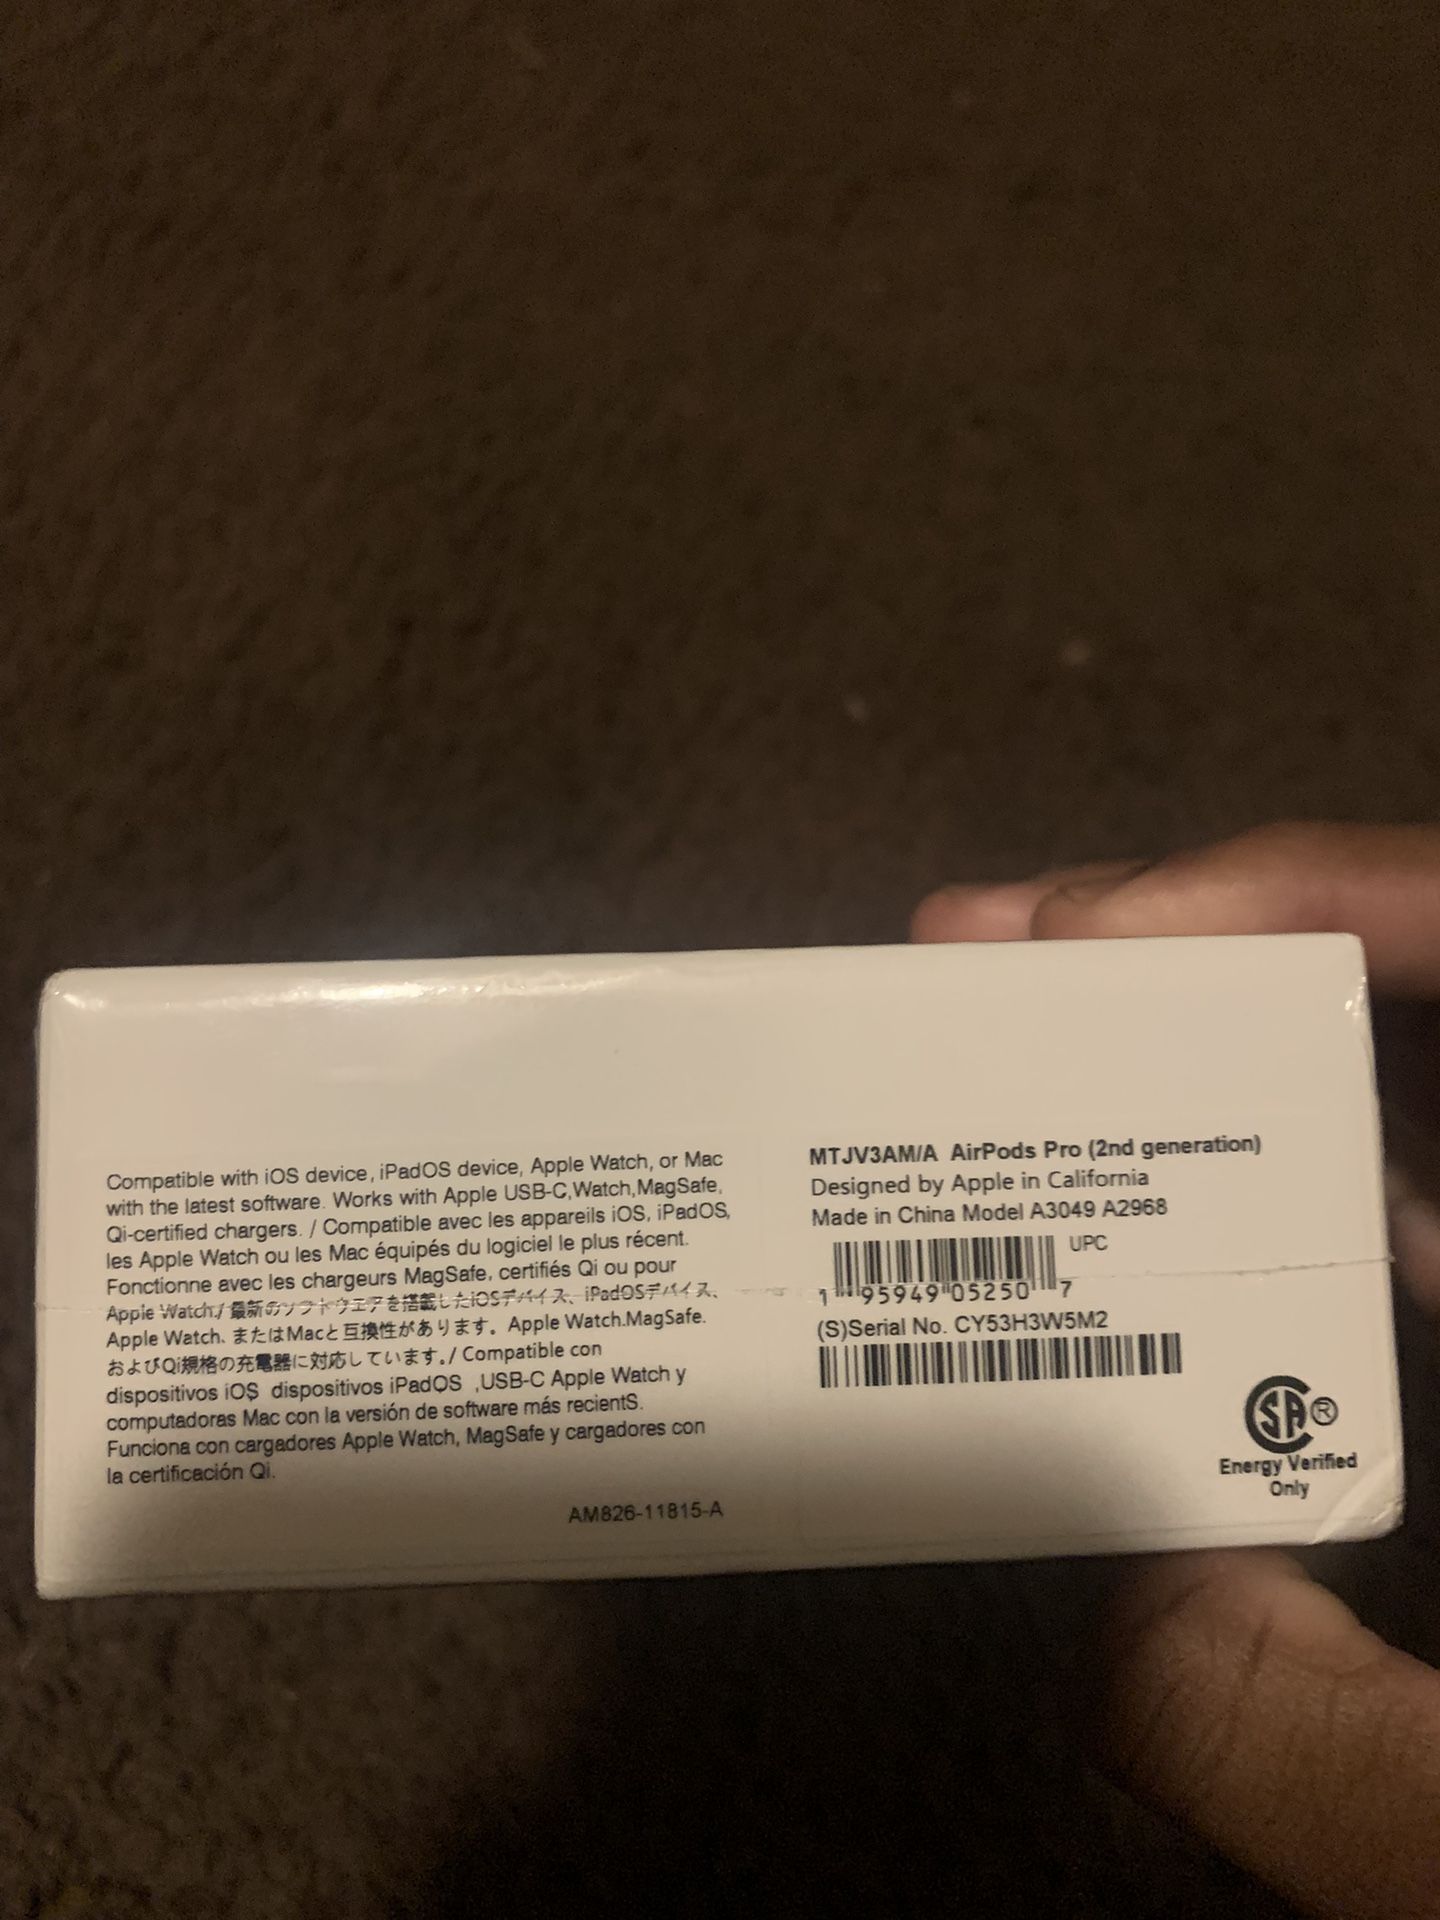 Compatible with iOS device, iPadOS device, Apple Watch, or Mac
with the latest software. Works with Apple USB-C,Watch,MagSafe,
Qi-certified chargers. / Compatible avec les appareils iOS, iPadOS,
les Apple Watch ou les Mac équipés du logiciel le plus récent.
Fonctionne avec les chargeurs MagSafe, certifiés Qi ou pour
Apple Watch./ 最新のソフトウエアを搭載したiOSデバイス、iPadOSデバイス、
Apple Watch. またはMacと互換性があります。Apple Watch.MagSafe.
およびQi規格の充電器に対応しています./ Compatible con
dispositivos iOS dispositivos iPadOS ,USB-C Apple Watch y
computadoras Mac con la versión de software más recientS.
Funciona con cargadores Apple Watch, MagSafe y cargadores con
la certificación Qi.
AM826-11815-A
MTJV3AM/A AirPods Pro (2nd generation)
Designed by Apple in California
Made in China Model A3049 A2968
UPC
1 95949 05250 7
(S)Serial No. CY53H3W5M2
SA ®
Energy Verified
Only